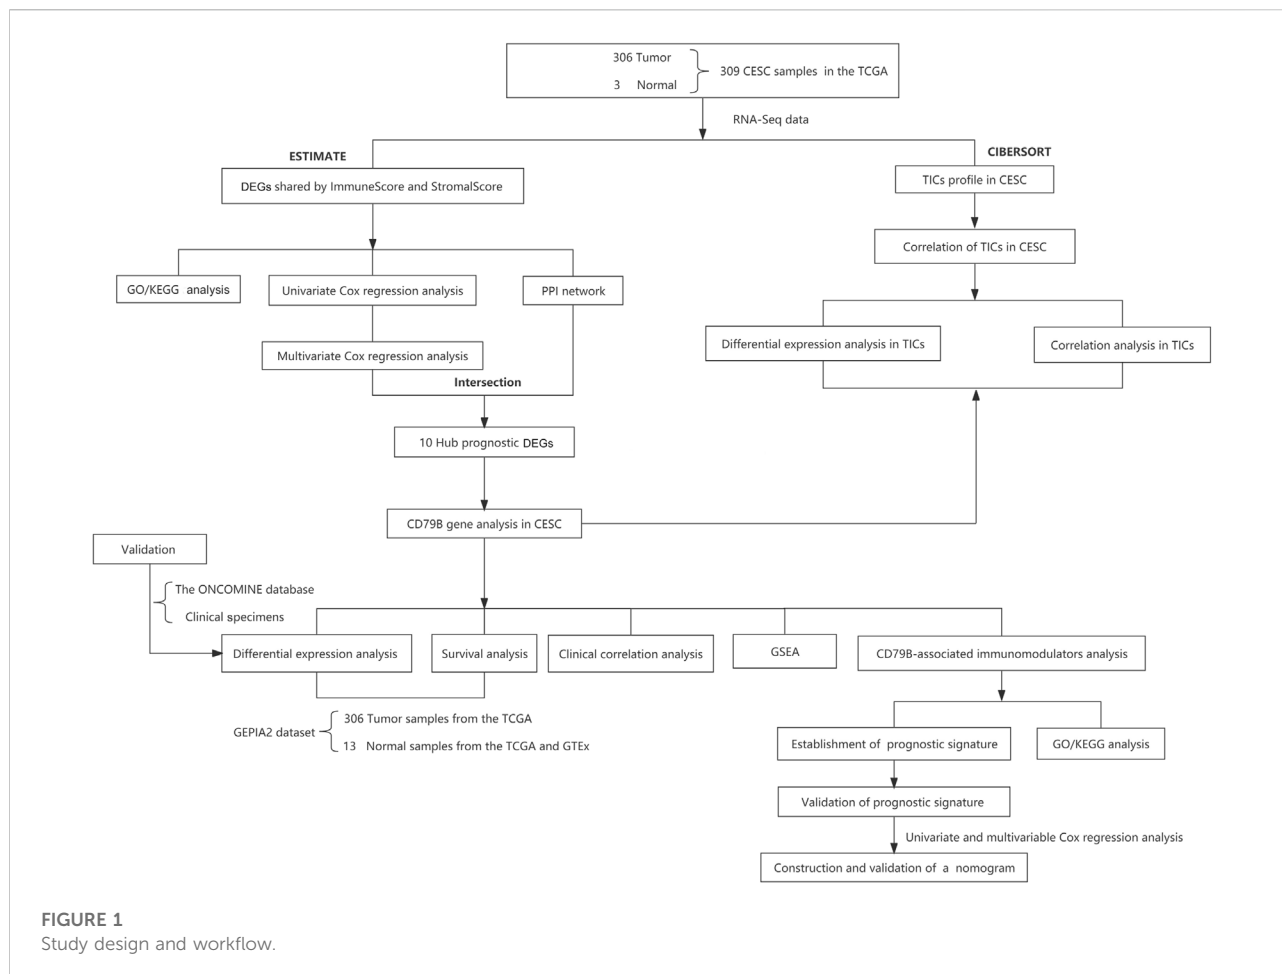 306 Tumor
3 Normal
309 CESC samples in the TCGA
RNA-Seq data
ESTIMATE
CIBERSORT
DEGs shared by ImmuneScore and StromalScore
TICs profile in CESC
Correlation of TICs in CESC
GO/KEGG analysis
Univariate Cox regression analysis
PPI network
Differential expression analysis in TICs
Correlation analysis in TICs
Multivariate Cox regression analysis
Intersection
10 Hub prognostic DEGs
CD79B gene analysis in CESC
Validation
The ONCOMINE database
Clinical specimens
Differential expression analysis
Survival analysis
Clinical correlation analysis
GSEA
CD79B-associated immunomodulators analysis
GEPIA2 dataset
306 Tumor samples from the TCGA
13 Normal samples from the TCGA and GTEx
Establishment of prognostic signature
GO/KEGG analysis
Validation of prognostic signature
Univariate and multivariable Cox regression analysis
Construction and validation of a nomogram
FIGURE 1
Study design and workflow.